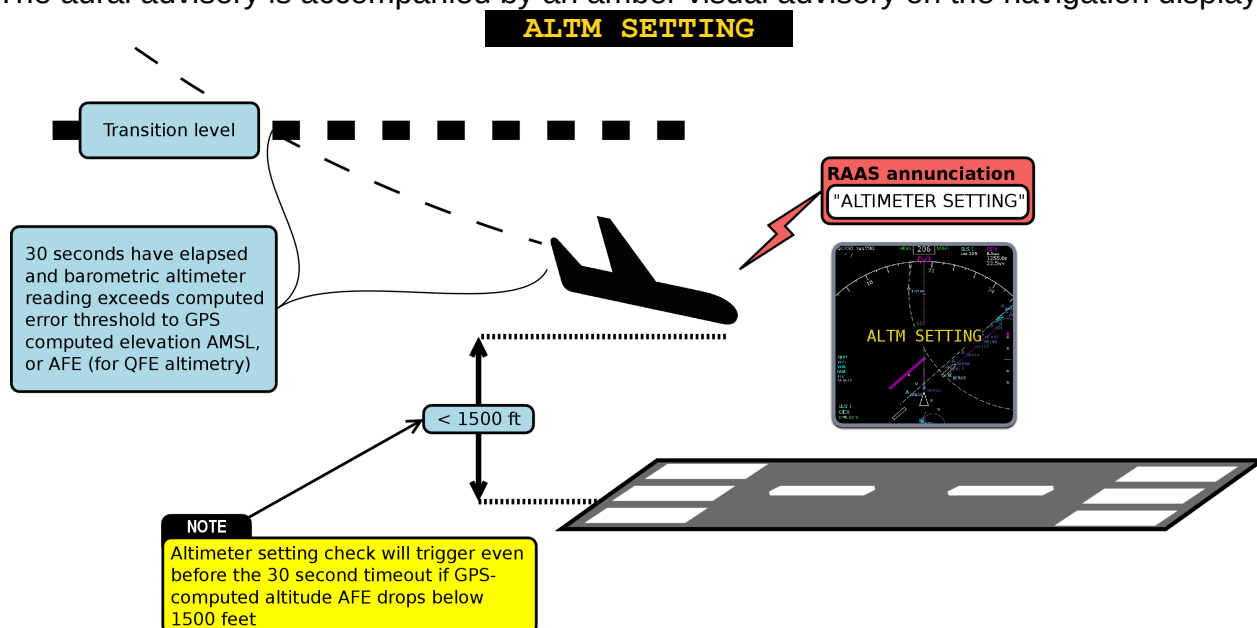 The aural advisory is accompanied by an amber visual advisory on the navigation display
ALTM SETTING
Transition level
RAAS annunciation
"ALTIMETER SETTING"
30 seconds have elapsed
and barometric altimeter
reading exceeds computed
error threshold to GPS
computed elevation AMSL,
or AFE (for QFE altimetry)
206
ALTM SETTING
< 1500 ft
NOTE
Altimeter setting check will trigger even
before the 30 second timeout if GPS-
computed altitude AFE drops below
1500 feet